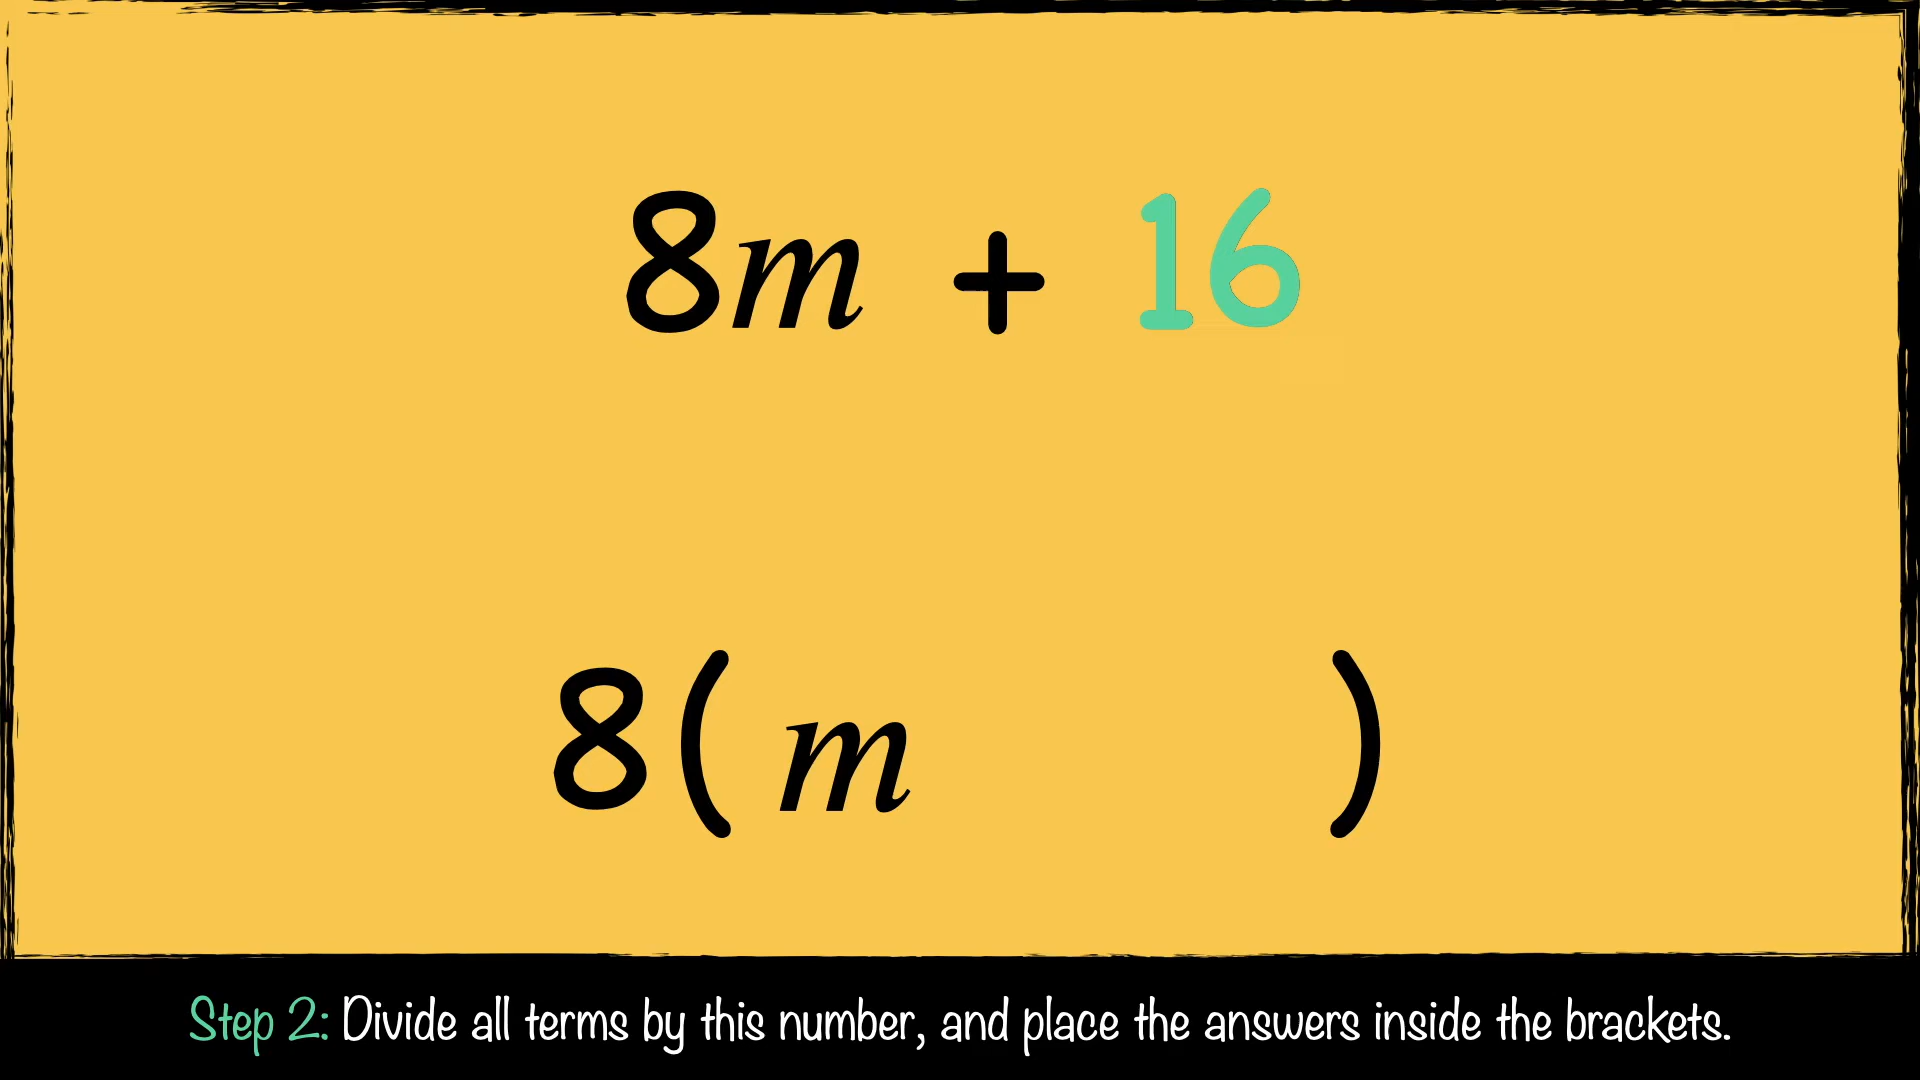 8m + 16
8( m )
Step 2: Divide all terms by this number, and place the answers inside the brackets.